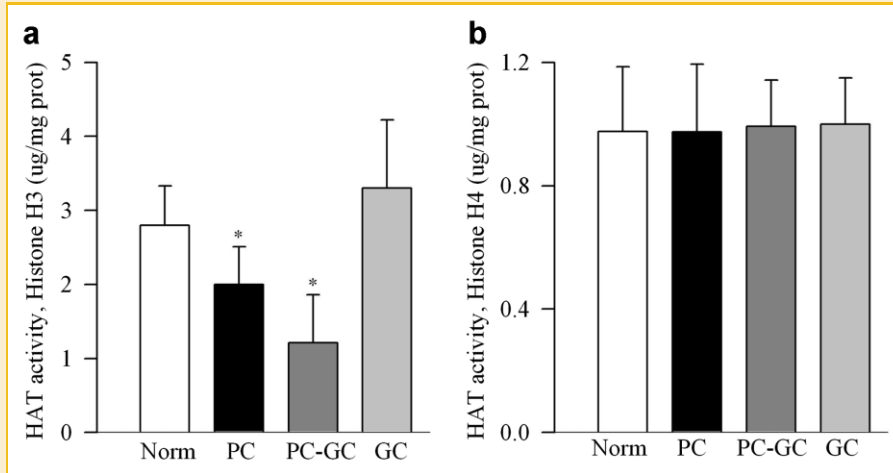 a
HAT activity, Histone H3 (ug/mg prot)
5
4
3
2
1
0
*
*
Norm PC PC-GC GC
b
HAT activity, Histone H4 (ug/mg prot)
1.2
0.8
0.4
0.0
Norm PC PC-GC GC